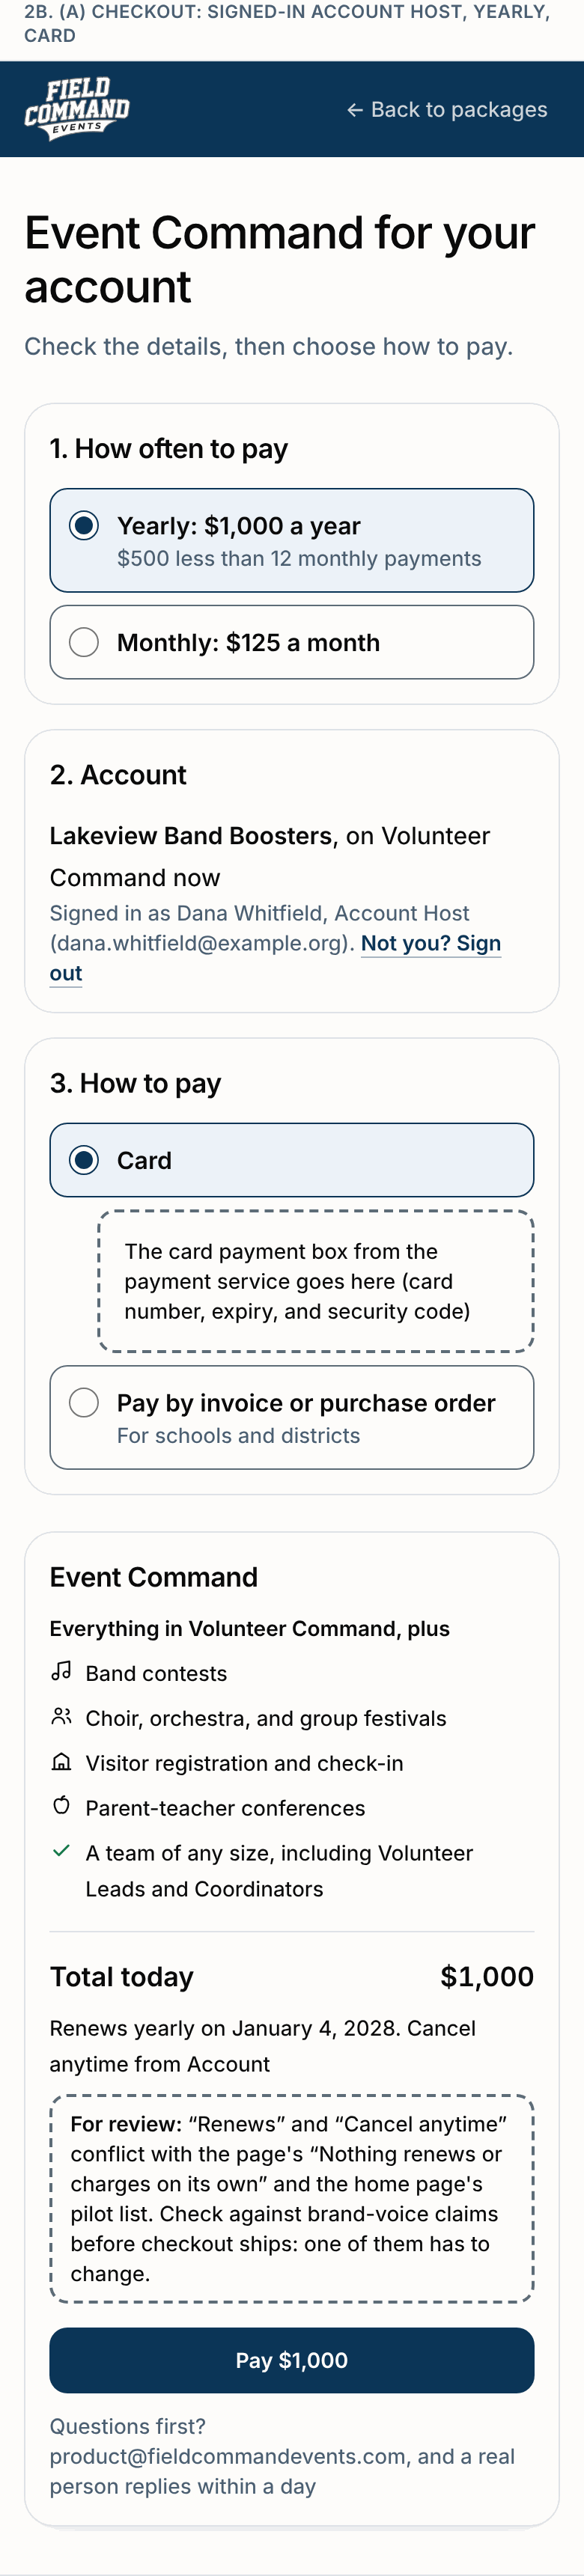 2B. (A) CHECKOUT: SIGNED-IN ACCOUNT HOST, YEARLY,
CARD
FIELD
COMMAND
EVENTS
← Back to packages
Event Command for your
account
Check the details, then choose how to pay.
1. How often to pay
Yearly: $1,000 a year
$500 less than 12 monthly payments
Monthly: $125 a month
2. Account
Lakeview Band Boosters, on Volunteer
Command now
Signed in as Dana Whitfield, Account Host
(dana.whitfield@example.org). Not you? Sign
out
3. How to pay
Card
The card payment box from the
payment service goes here (card
number, expiry, and security code)
Pay by invoice or purchase order
For schools and districts
Event Command
Everything in Volunteer Command, plus
Band contests
Choir, orchestra, and group festivals
Visitor registration and check-in
Parent-teacher conferences
A team of any size, including Volunteer
Leads and Coordinators
Total today $1,000
Renews yearly on January 4, 2028. Cancel
anytime from Account
For review: “Renews” and “Cancel anytime”
conflict with the page's “Nothing renews or
charges on its own” and the home page's
pilot list. Check against brand-voice claims
before checkout ships: one of them has to
change.
Pay $1,000
Questions first?
product@fieldcommandevents.com, and a real
person replies within a day